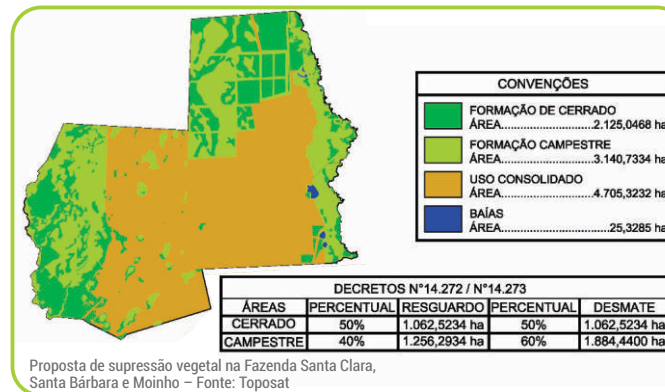 CONVENÇÕES
FORMAÇÃO DE CERRADO
ÁREA.............................2.125,0468 ha
FORMAÇÃO CAMPESTRE
ÁREA.............................3.140,7334 ha
USO CONSOLIDADO
ÁREA.............................4.705,3232 ha
BAÍAS
ÁREA..................................25,3285 ha
DECRETOS N°14.272 / N°14.273
ÁREAS PERCENTUAL RESGUARDO PERCENTUAL DESMATE
CERRADO 50% 1.062,5234 ha 50% 1.062,5234 ha
CAMPESTRE 40% 1.256,2934 ha 60% 1.884,4400 ha
Proposta de supressão vegetal na Fazenda Santa Clara,
Santa Bárbara e Moinho – Fonte: Toposat